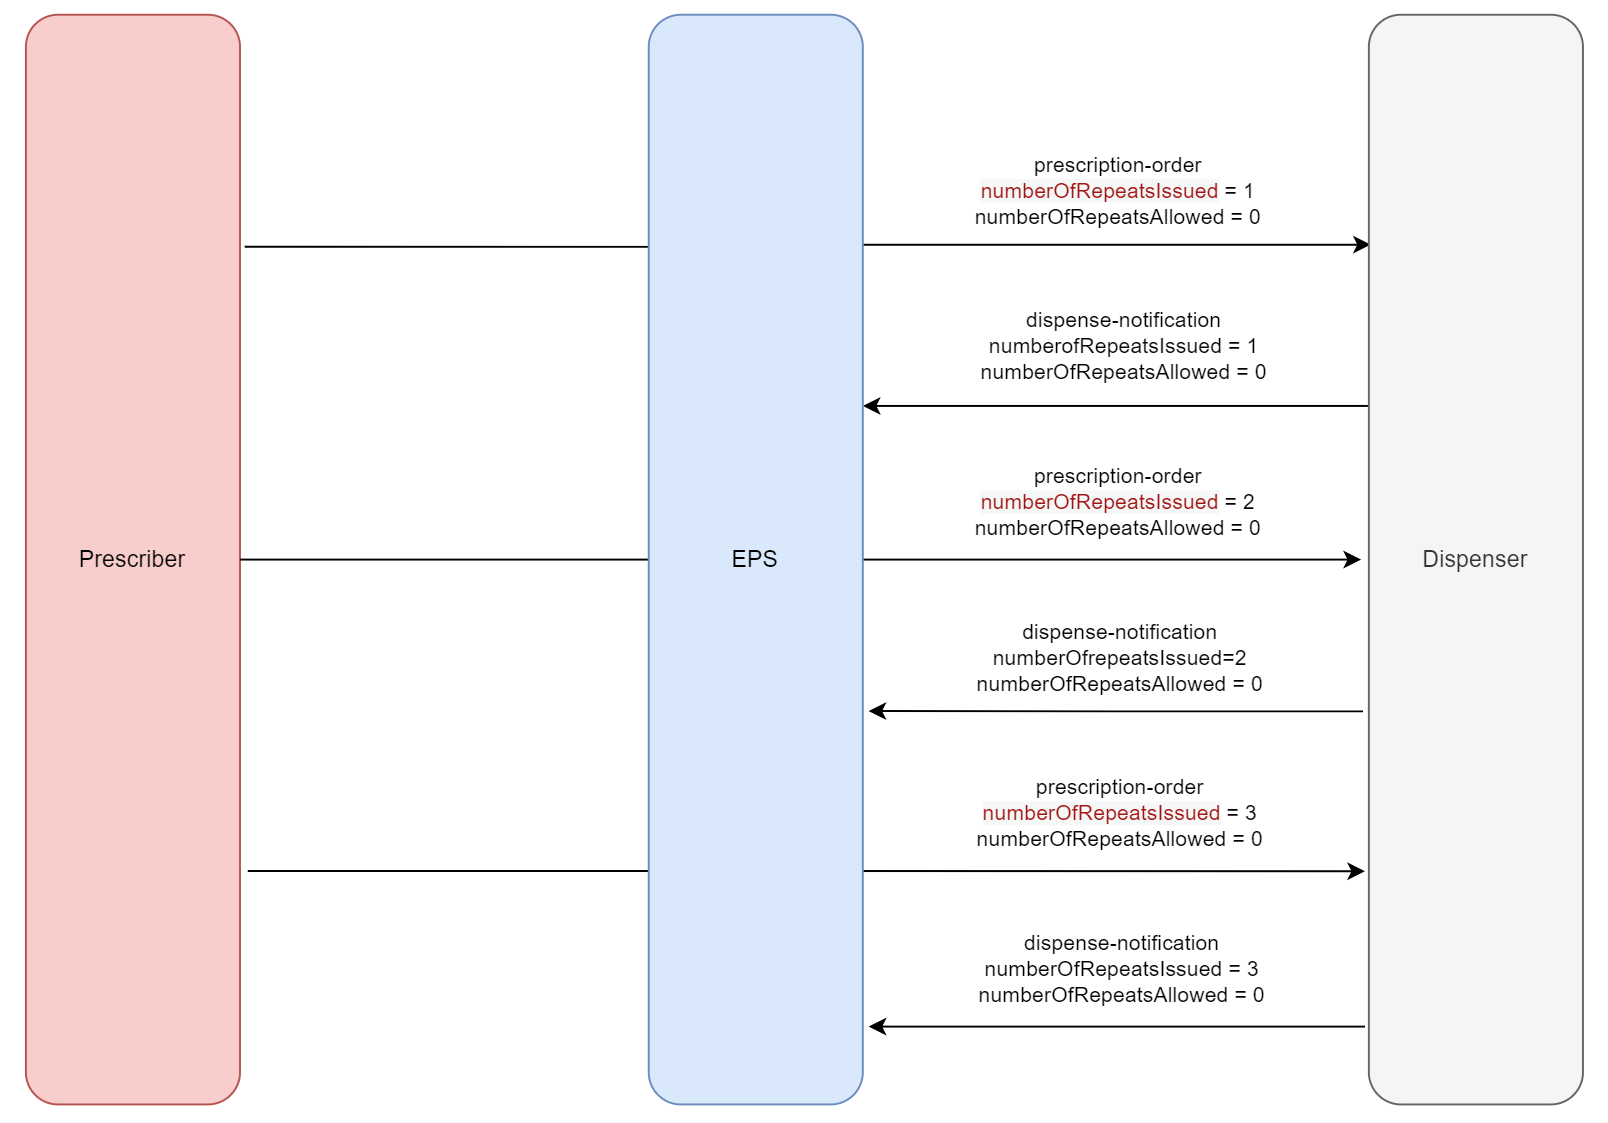 prescription-order
numberOfRepeatsIssued = 1
numberOfRepeatsAllowed = 0
dispense-notification
numberofRepeatsIssued = 1
numberOfRepeatsAllowed = 0
prescription-order
numberOfRepeatsIssued = 2
numberOfRepeatsAllowed = 0
Prescriber
EPS
Dispenser
dispense-notification
numberOfrepeatsIssued=2
numberOfRepeatsAllowed = 0
prescription-order
numberOfRepeatsIssued = 3
numberOfRepeatsAllowed = 0
dispense-notification
numberOfRepeatsIssued = 3
numberOfRepeatsAllowed = 0